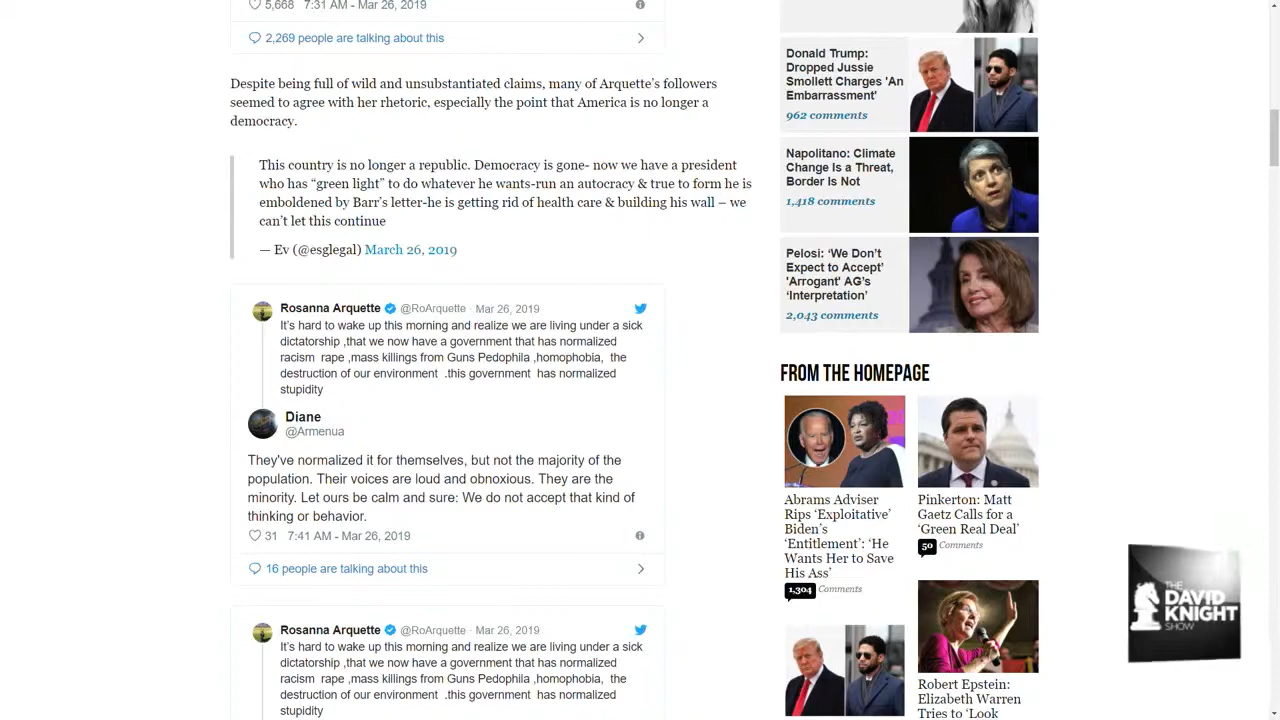 5,668 7:31 AM - Mar 26, 2019
2,269 people are talking about this
Despite being full of wild and unsubstantiated claims, many of Arquette's followers
seemed to agree with her rhetoric, especially the point that America is no longer a
democracy.
This country is no longer a republic. Democracy is gone- now we have a president
who has “green light” to do whatever he wants-run an autocracy & true to form he is
emboldened by Barr's letter-he is getting rid of health care & building his wall – we
can't let this continue
— Ev (@esglegal) March 26, 2019
Rosanna Arquette @RoArquette · Mar 26, 2019
It's hard to wake up this morning and realize we are living under a sick
dictatorship ,that we now have a government that has normalized
racism rape ,mass killings from Guns Pedophila ,homophobia, the
destruction of our environment .this government has normalized
stupidity
Diane
@Armenua
They've normalized it for themselves, but not the majority of the
population. Their voices are loud and obnoxious. They are the
minority. Let ours be calm and sure: We do not accept that kind of
thinking or behavior.
31 7:41 AM - Mar 26, 2019
16 people are talking about this
Rosanna Arquette @RoArquette · Mar 26, 2019
It's hard to wake up this morning and realize we are living under a sick
dictatorship ,that we now have a government that has normalized
racism rape ,mass killings from Guns Pedophila ,homophobia, the
destruction of our environment .this government has normalized
stupidity
Donald Trump:
Dropped Jussie
Smollett Charges 'An
Embarrassment'
962 comments
Napolitano: Climate
Change Is a Threat,
Border Is Not
1,418 comments
Pelosi: ‘We Don’t
Expect to Accept’
'Arrogant' AG’s
‘Interpretation’
2,043 comments
FROM THE HOMEPAGE
Abrams Adviser
Rips ‘Exploitative’
Biden’s
‘Entitlement’: ‘He
Wants Her to Save
His Ass’
1,304 Comments
Pinkerton: Matt
Gaetz Calls for a
‘Green Real Deal’
50 Comments
Robert Epstein:
Elizabeth Warren
Tries to ‘Look
THE
DAVID
KNIGHT
SHOW